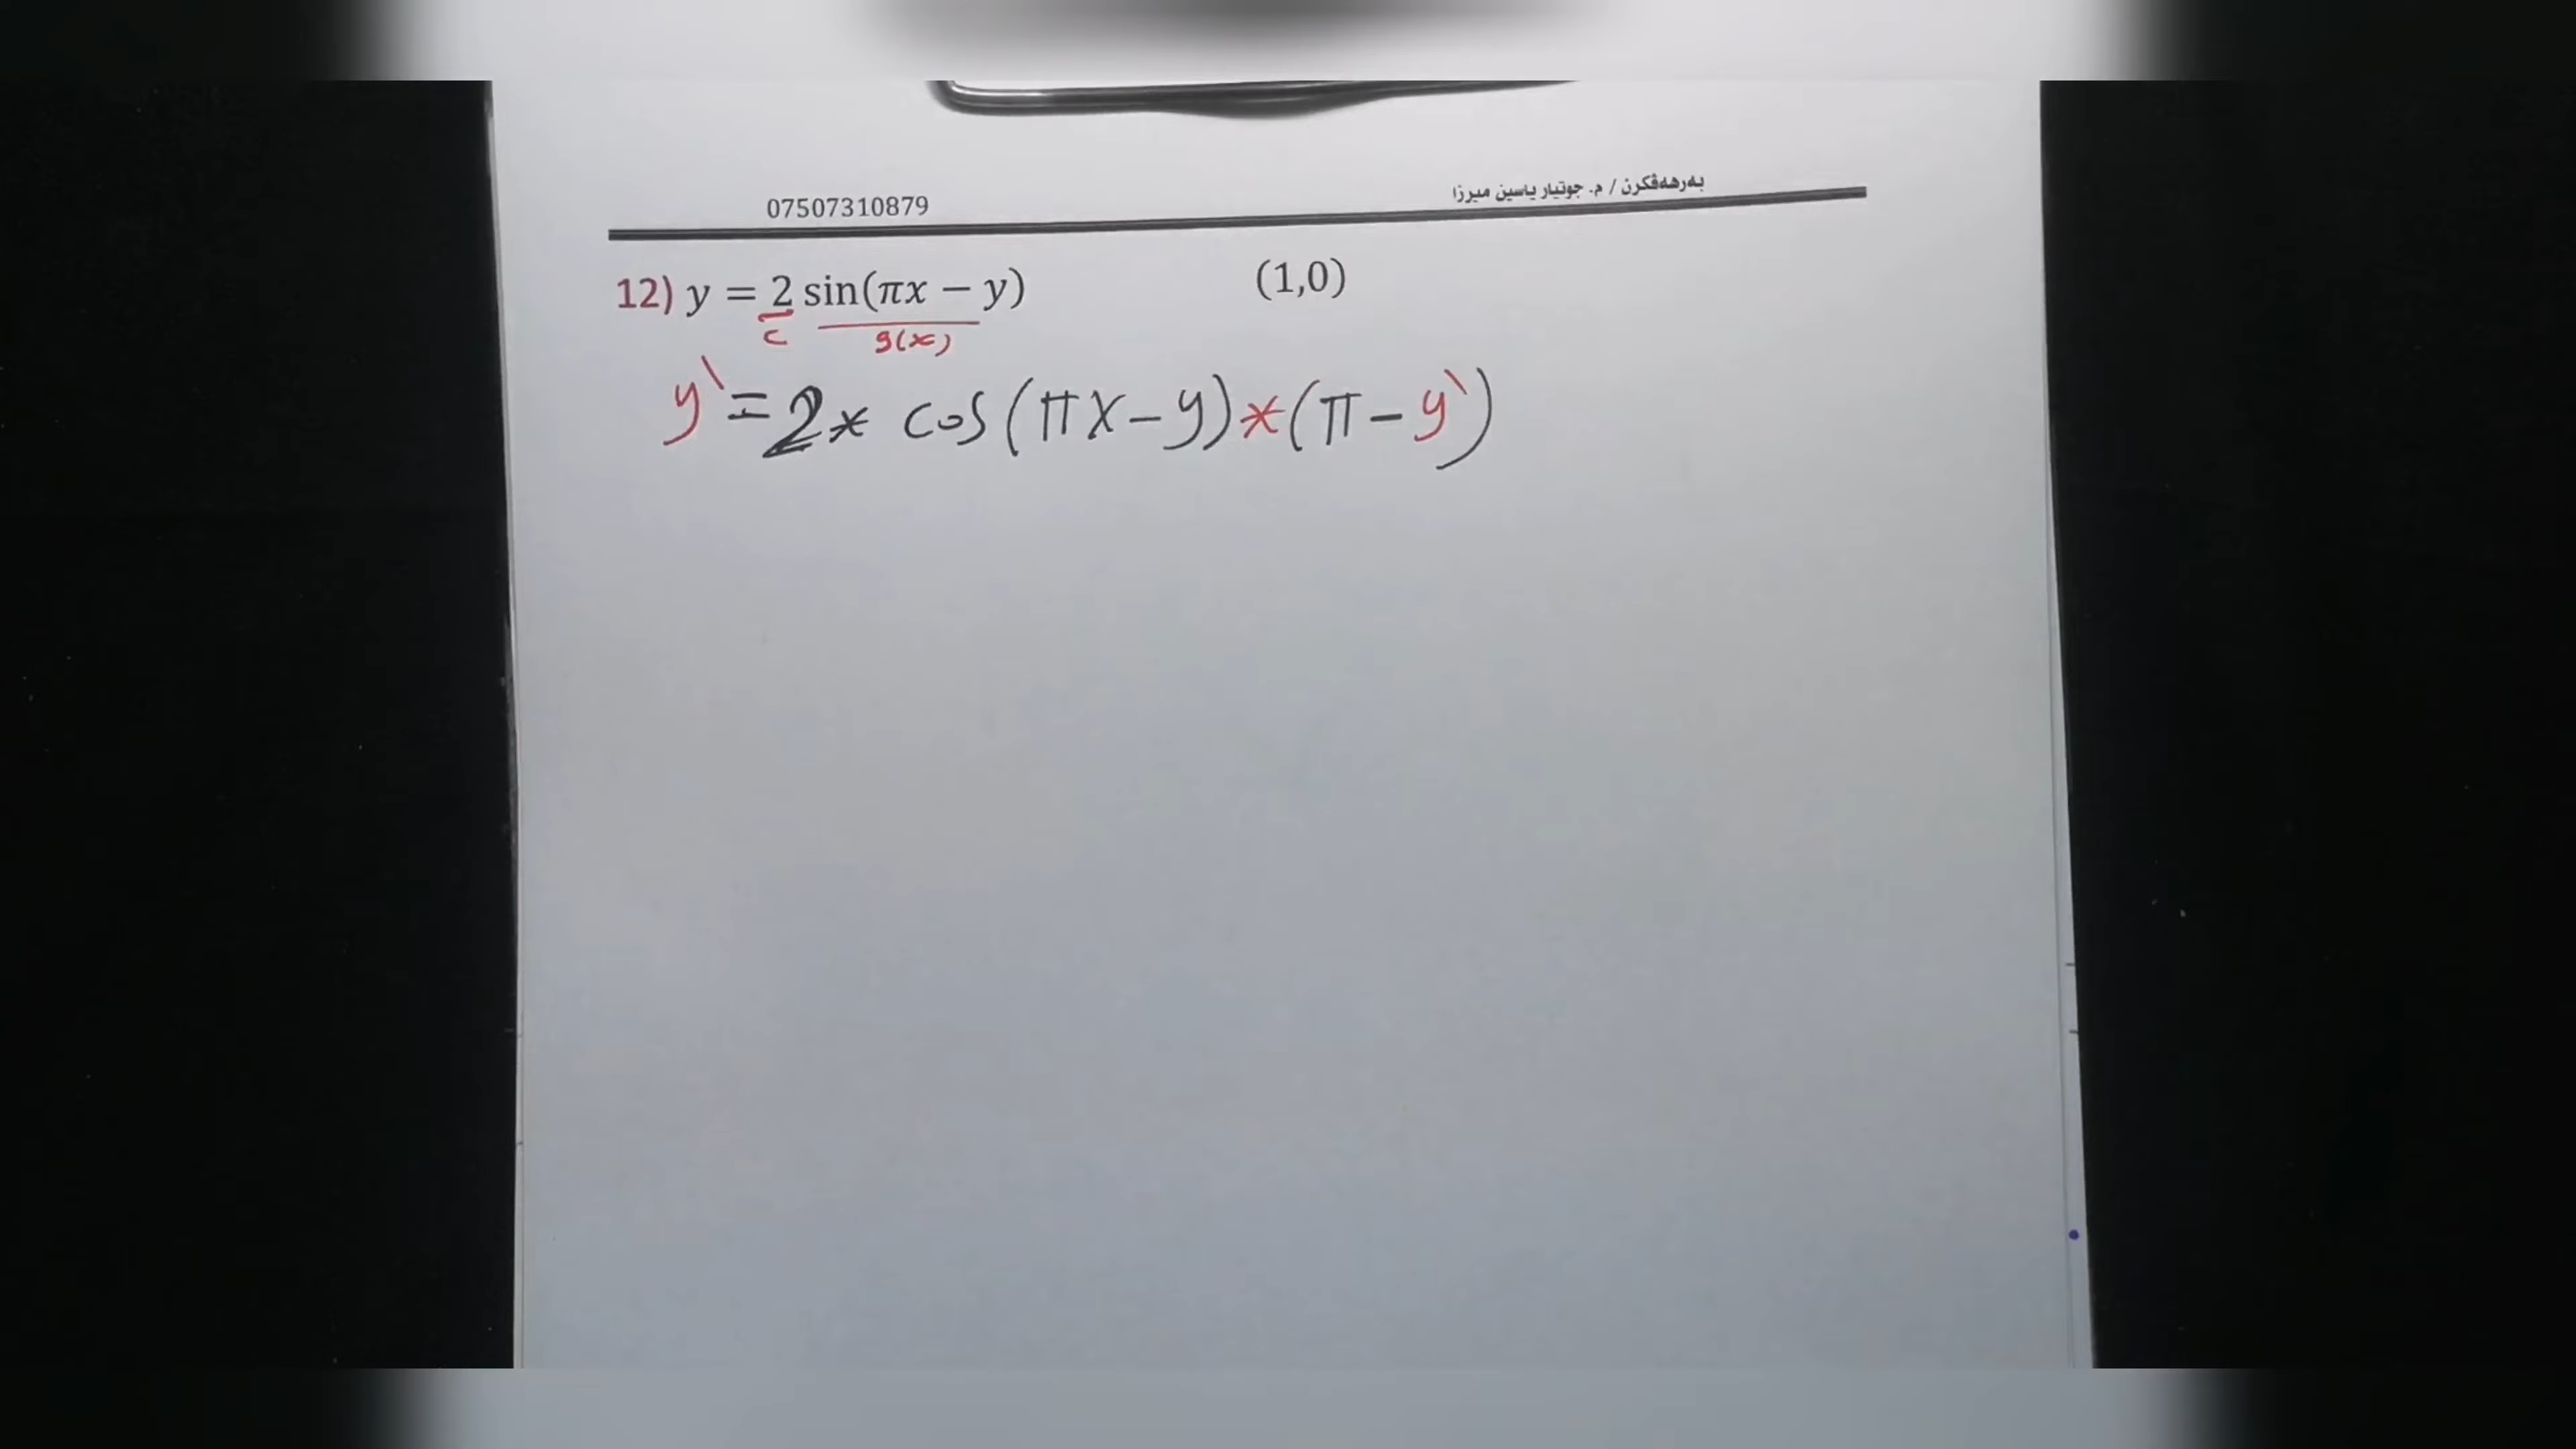 07507310879 بەرهەڤکرن / م. جوتیار یاسین میرزا
12) y = 2 sin(πx − y) (1,0)
c g(x)
y` = 2 * cos(πx − y) * (π − y`)